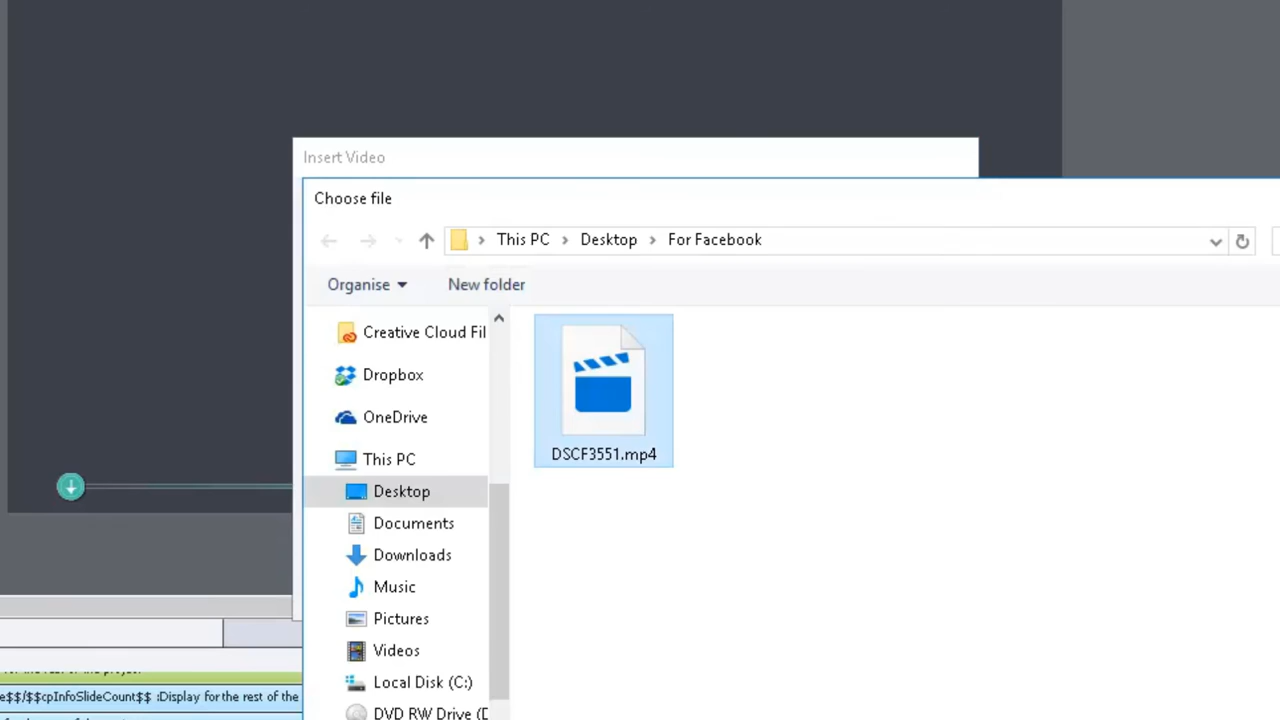 Insert Video
Choose file
This PC
Desktop
For Facebook
Organise
New folder
Creative Cloud Fil
Dropbox
OneDrive
This PC
Desktop
Documents
Downloads
Music
Pictures
Videos
Local Disk (C:)
DVD RW Drive (D
DSCF3551.mp4
e$$/$$cpInfoSlideCount$$ :Display for the rest of the